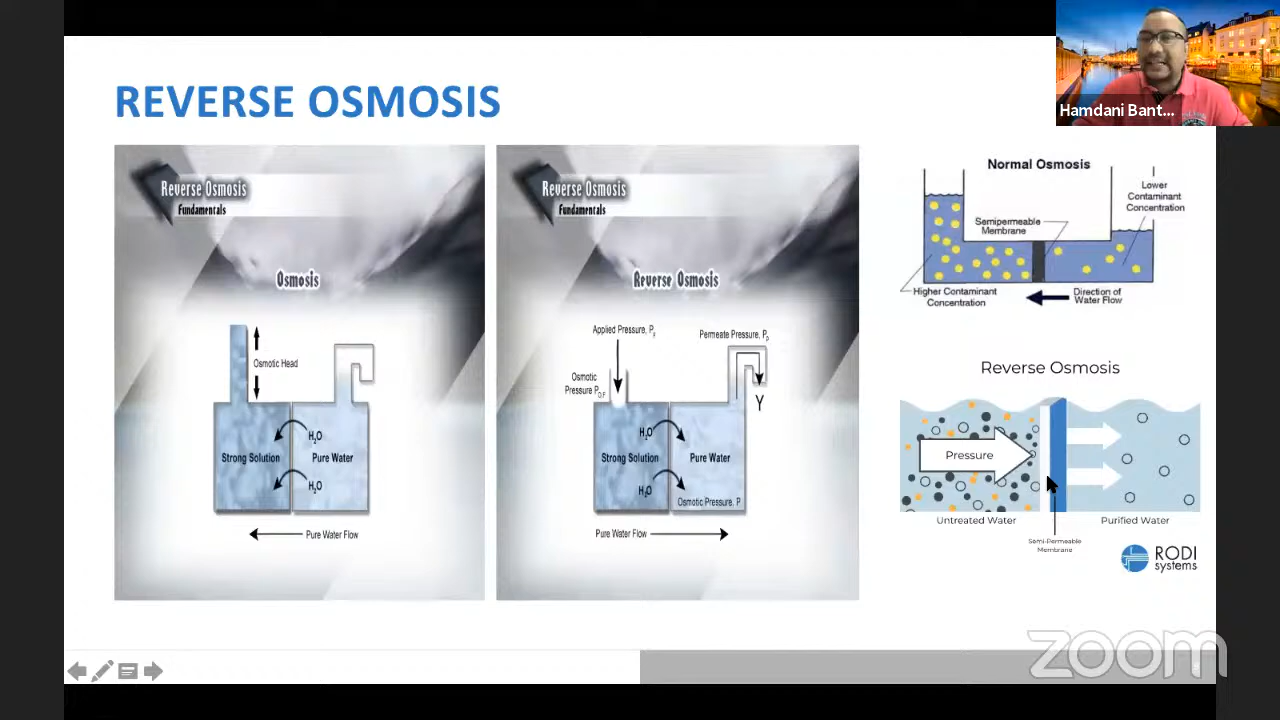 REVERSE OSMOSIS
Hamdani Bant...
Reverse Osmosis
Fundamentals
Osmosis
Osmotic Head
H₂O
Strong Solution
Pure Water
H₂O
Pure Water Flow
Reverse Osmosis
Fundamentals
Reverse Osmosis
Applied Pressure, P
Permeate Pressure, P
Osmotic
Pressure P
Y
H₂O
Strong Solution
Pure Water
H₂O
Osmotic Pressure, P
Pure Water Flow
Normal Osmosis
Lower
Contaminant
Concentration
Semipermeable
Membrane
Higher Contaminant
Concentration
Direction of
Water Flow
Reverse Osmosis
Pressure
Untreated Water
Purified Water
Semi-Permeable
Membrane
RODI
systems
zoom